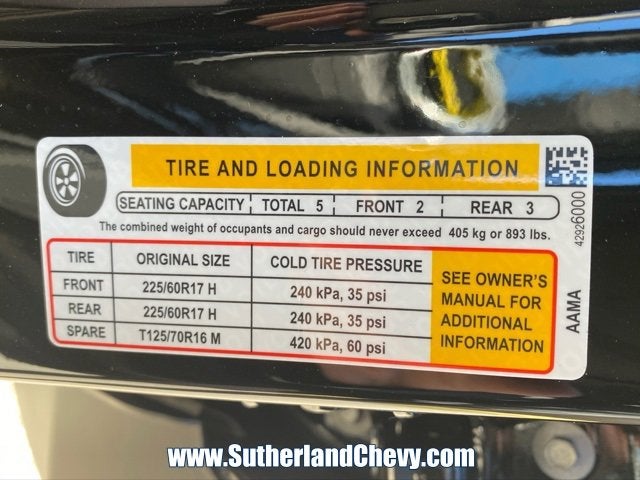 TIRE AND LOADING INFORMATION
SEATING CAPACITY TOTAL 5 FRONT 2 REAR 3
The combined weight of occupants and cargo should never exceed 405 kg or 893 lbs.
TIRE ORIGINAL SIZE COLD TIRE PRESSURE
FRONT 225/60R17 H 240 kPa, 35 psi
REAR 225/60R17 H 240 kPa, 35 psi
SPARE T125/70R16 M 420 kPa, 60 psi
SEE OWNER'S
MANUAL FOR
ADDITIONAL
INFORMATION
42926000
AAMA
www.SutherlandChevy.com